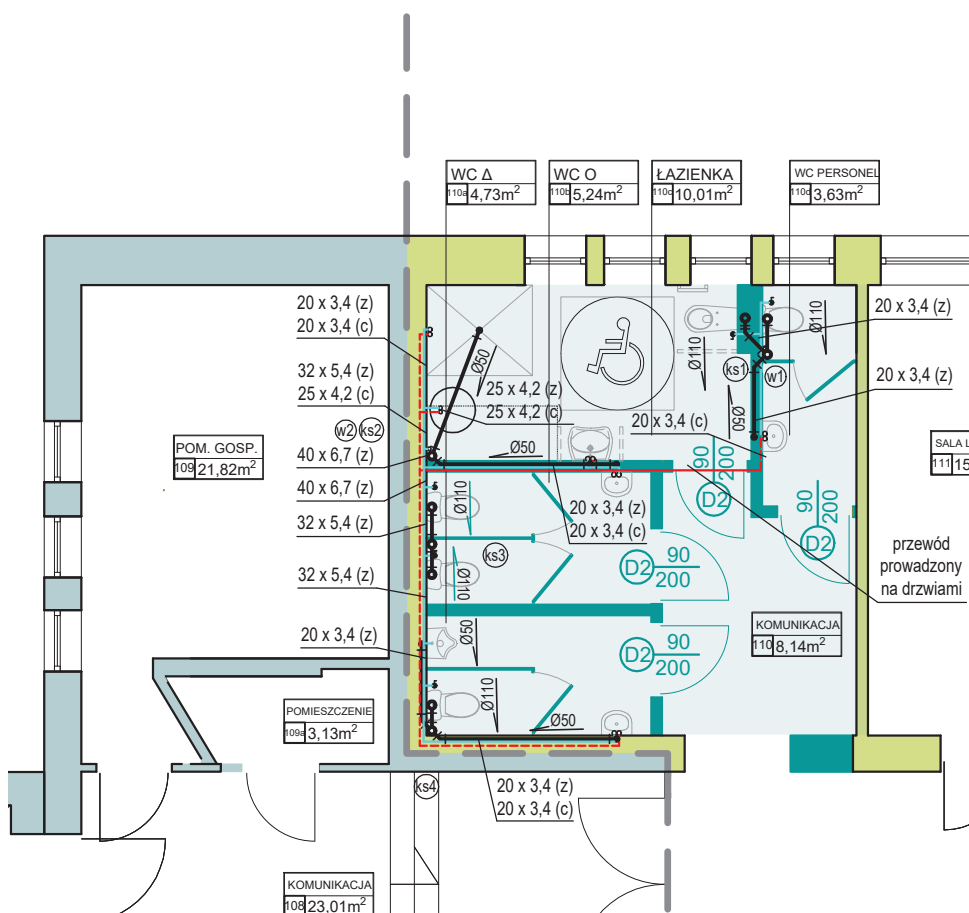 WC Δ
110a 4,73m²
WC O
110b 5,24m²
ŁAZIENKA
110c 10,01m²
WC PERSONEL
110d 3,63m²
20 x 3,4 (z)
20 x 3,4 (c)
32 x 5,4 (z)
25 x 4,2 (c)
w2 ks2
40 x 6,7 (z)
40 x 6,7 (z)
32 x 5,4 (z)
32 x 5,4 (z)
20 x 3,4 (z)
POM. GOSP.
109 21,82m²
Ø50
25 x 4,2 (z)
25 x 4,2 (c)
Ø50
Ø110
ks1
w1
Ø110
Ø50
20 x 3,4 (z)
20 x 3,4 (z)
20 x 3,4 (c)
SALA L
111 15
90
200
D2
90
200
D2
Ø110
ks3
Ø110
20 x 3,4 (z)
20 x 3,4 (c)
D2
90
200
przewód
prowadzony
na drzwiami
KOMUNIKACJA
110 8,14m²
Ø50
D2
90
200
Ø110
Ø50
POMIESZCZENIE
109a 3,13m²
ks4
20 x 3,4 (z)
20 x 3,4 (c)
KOMUNIKACJA
108 23,01m²